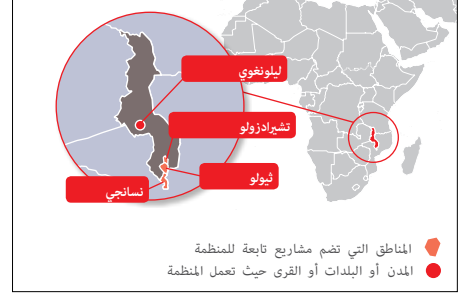 ليلونغوي
تشيرادزولو
ثيولو
نسانجي
المناطق التي تضم مشاريع تابعة للمنظمة
المدن أو البلدات أو القرى حيث تعمل المنظمة